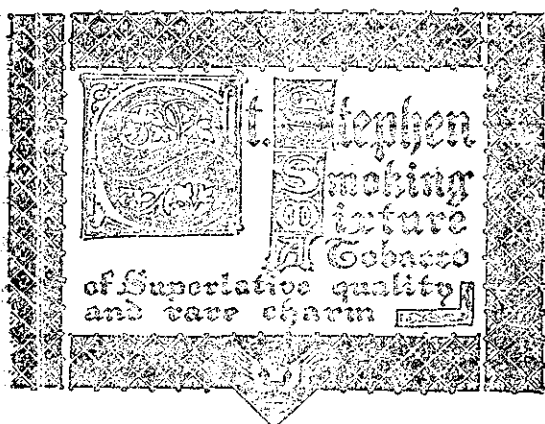 St. Stephen
Smoking
Mixture
A Tobacco
of Superlative quality
and rare charm